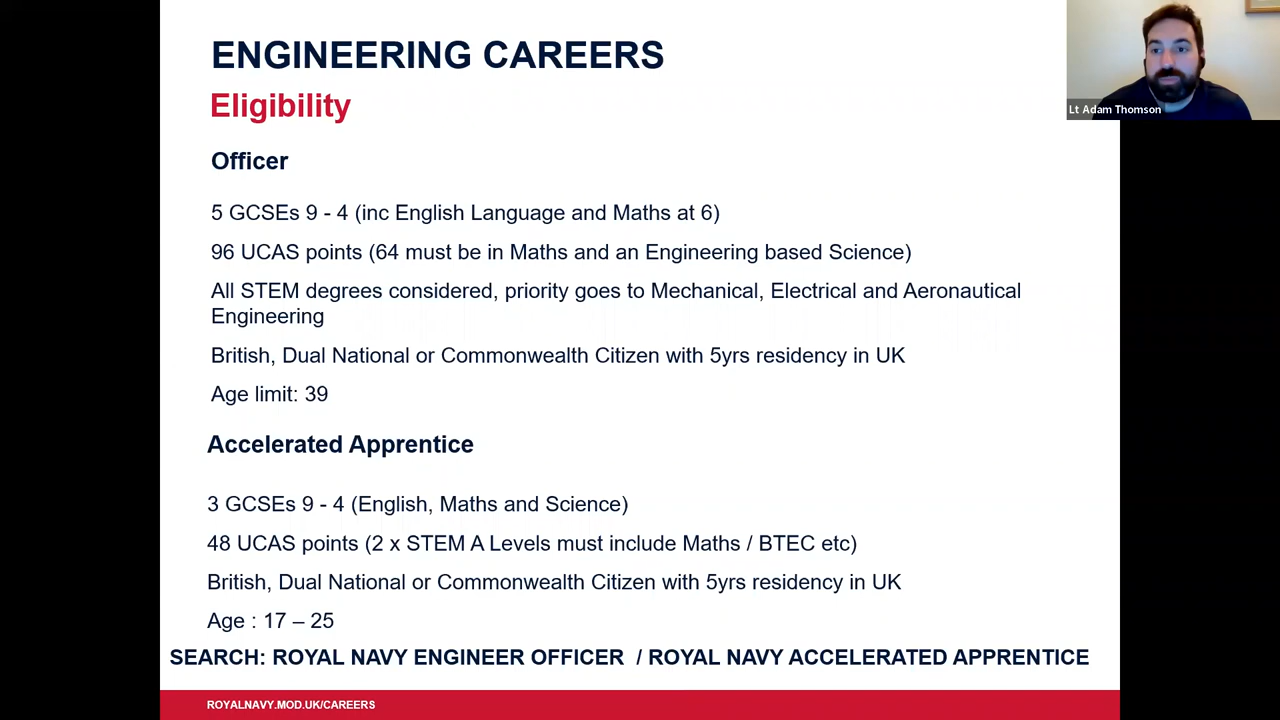 ENGINEERING CAREERS
Eligibility
Lt Adam Thomson
Officer
5 GCSEs 9 - 4 (inc English Language and Maths at 6)
96 UCAS points (64 must be in Maths and an Engineering based Science)
All STEM degrees considered, priority goes to Mechanical, Electrical and Aeronautical
Engineering
British, Dual National or Commonwealth Citizen with 5yrs residency in UK
Age limit: 39
Accelerated Apprentice
3 GCSEs 9 - 4 (English, Maths and Science)
48 UCAS points (2 x STEM A Levels must include Maths / BTEC etc)
British, Dual National or Commonwealth Citizen with 5yrs residency in UK
Age : 17 – 25
SEARCH: ROYAL NAVY ENGINEER OFFICER / ROYAL NAVY ACCELERATED APPRENTICE
ROYALNAVY.MOD.UK/CAREERS